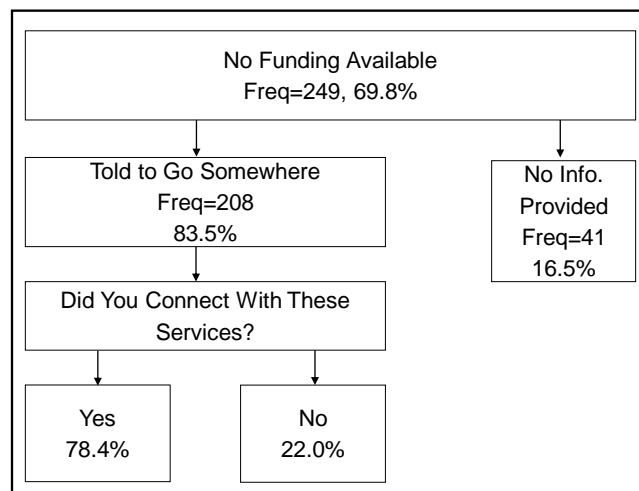 No Funding Available
Freq=249, 69.8%
Told to Go Somewhere
Freq=208
83.5%
No Info.
Provided
Freq=41
16.5%
Did You Connect With These
Services?
Yes
78.4%
No
22.0%